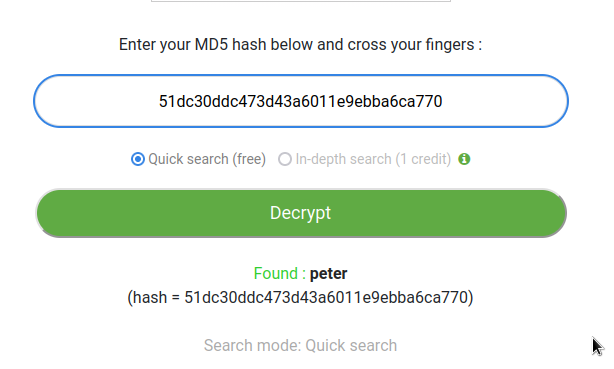 Enter your MD5 hash below and cross your fingers :
51dc30ddc473d43a6011e9ebba6ca770
Quick search (free) In-depth search (1 credit)
Decrypt
Found : peter
(hash = 51dc30ddc473d43a6011e9ebba6ca770)
Search mode: Quick search